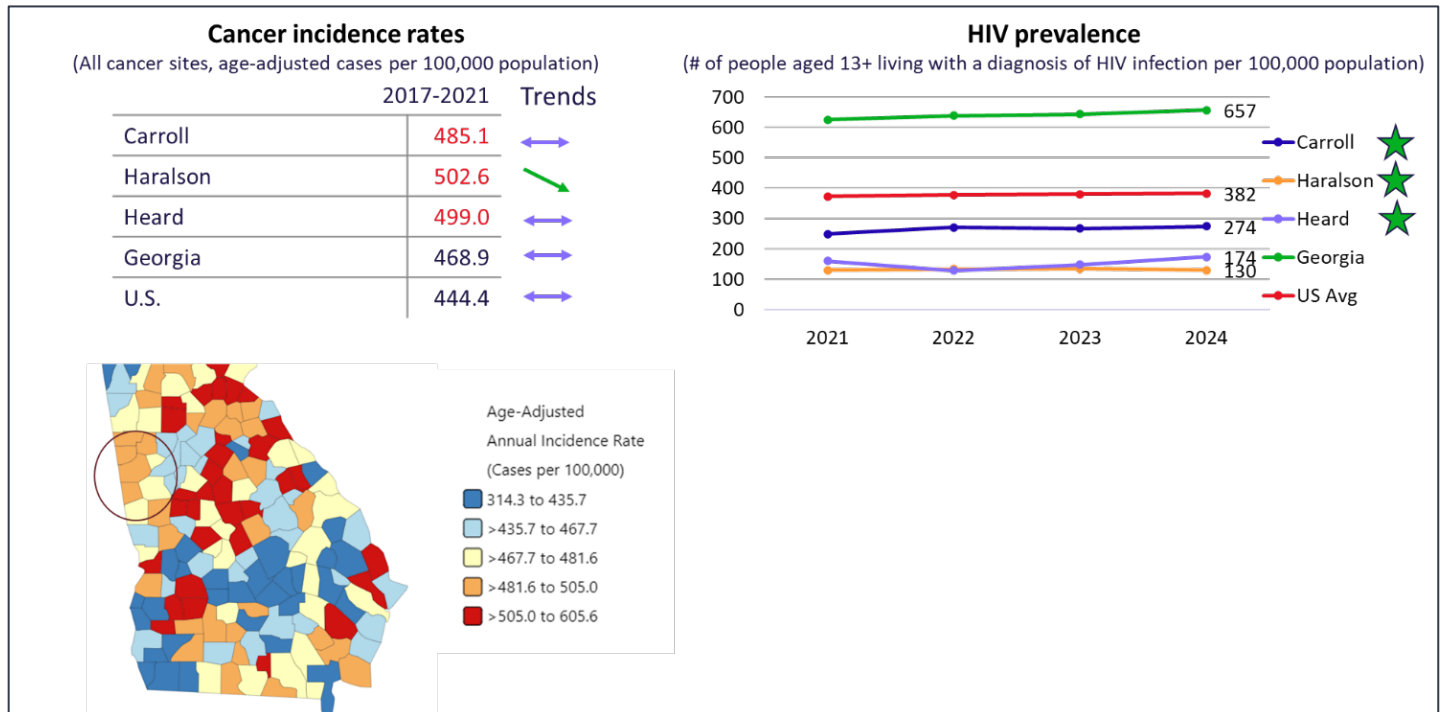 Cancer incidence rates
(All cancer sites, age-adjusted cases per 100,000 population)
2017-2021 Trends
Carroll 485.1
Haralson 502.6
Heard 499.0
Georgia 468.9
U.S. 444.4
HIV prevalence
(# of people aged 13+ living with a diagnosis of HIV infection per 100,000 population)
700
600
500
400
300
200
100
0
657
382
274
174
130
2021 2022 2023 2024
Carroll
Haralson
Heard
Georgia
US Avg
Age-Adjusted
Annual Incidence Rate
(Cases per 100,000)
314.3 to 435.7
>435.7 to 467.7
>467.7 to 481.6
>481.6 to 505.0
>505.0 to 605.6